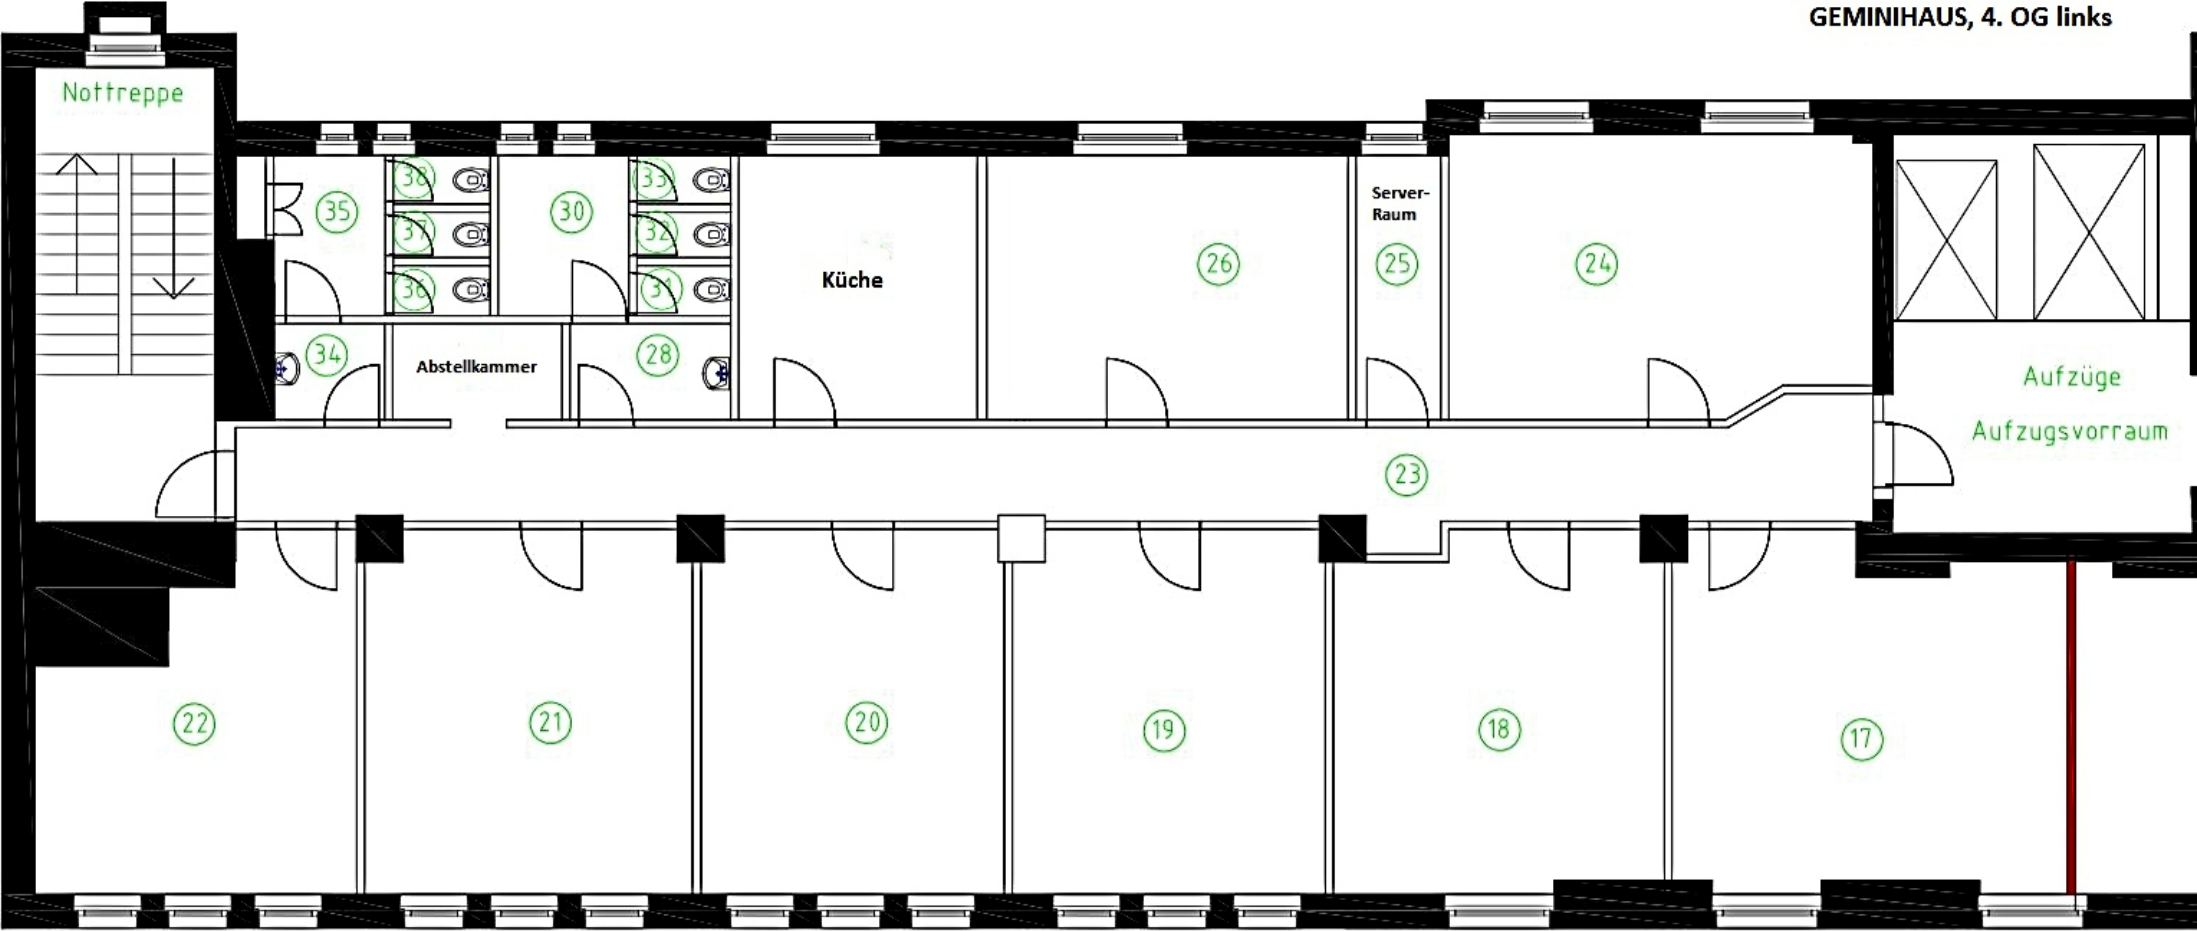 GEMINIHAUS, 4. OG links
Nottreppe
38
33
Server-
Raum
35
30
37
32
26
25
24
Küche
36
31
34
Abstellkammer
28
Aufzüge
Aufzugsvorraum
23
22
21
20
19
18
17